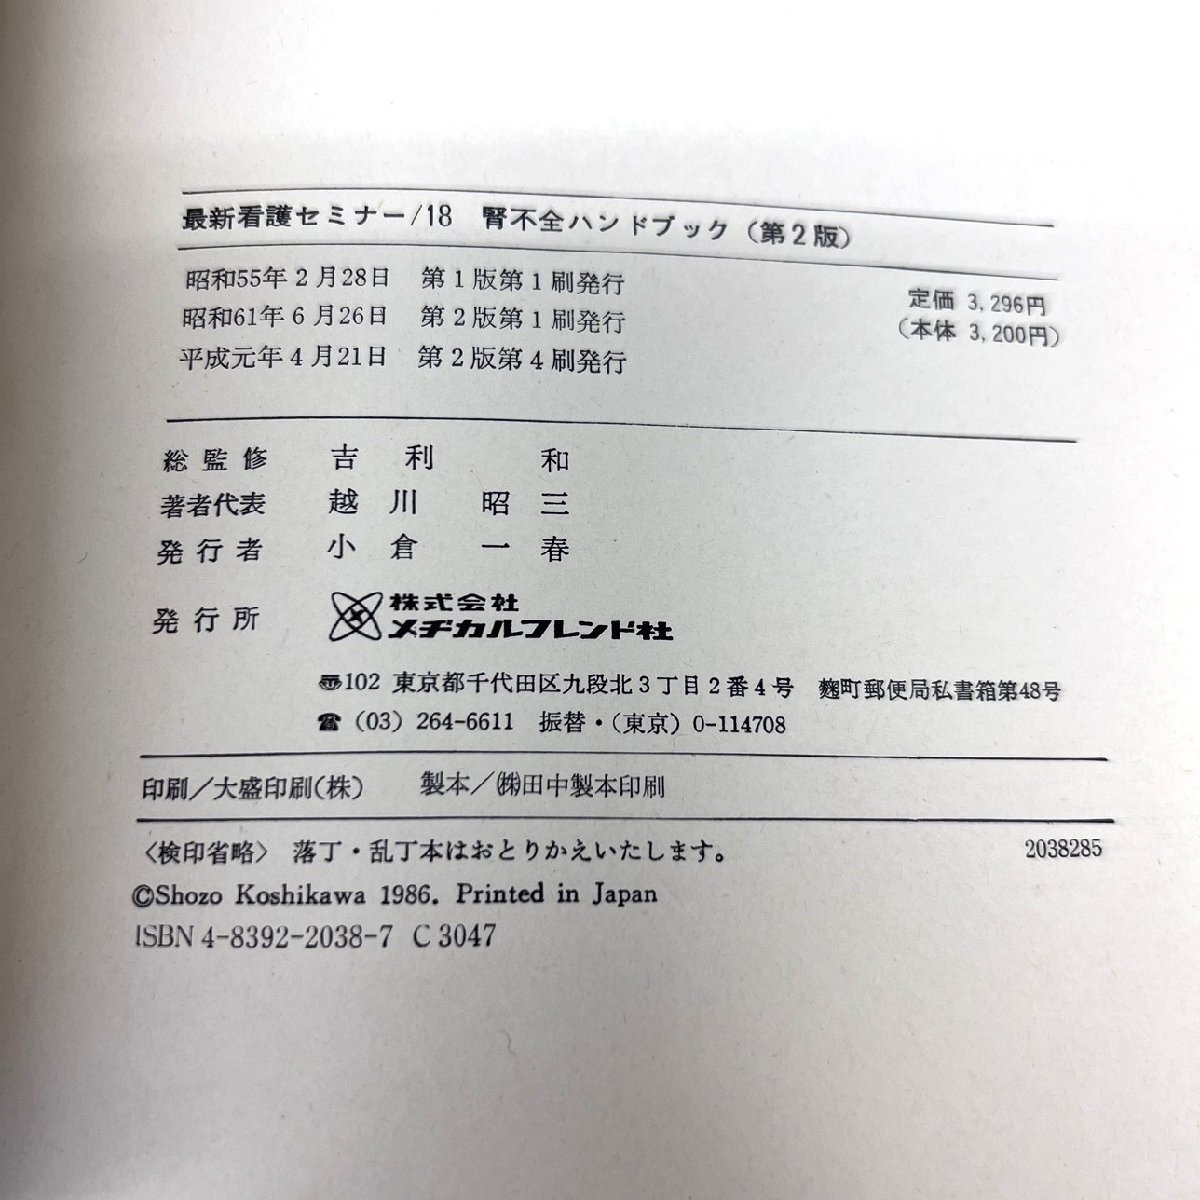 最新看護セミナー/18 腎不全ハンドブック（第2版）
昭和55年2月28日 第1版第1刷発行
昭和61年6月26日 第2版第1刷発行
平成元年4月21日 第2版第4刷発行
定価 3,296円
（本体 3,200円）
総監修 吉利 和
著者代表 越川 昭三
発行者 小倉 一春
発行所 株式会社
メヂカルフレンド社
〠102 東京都千代田区九段北3丁目2番4号 麴町郵便局私書箱第48号
☎（03）264-6611 振替・（東京）0-114708
印刷／大盛印刷(株) 製本／㈱田中製本印刷
〈検印省略〉 落丁・乱丁本はおとりかえいたします。 2038285
©Shozo Koshikawa 1986. Printed in Japan
ISBN 4-8392-2038-7 C 3047